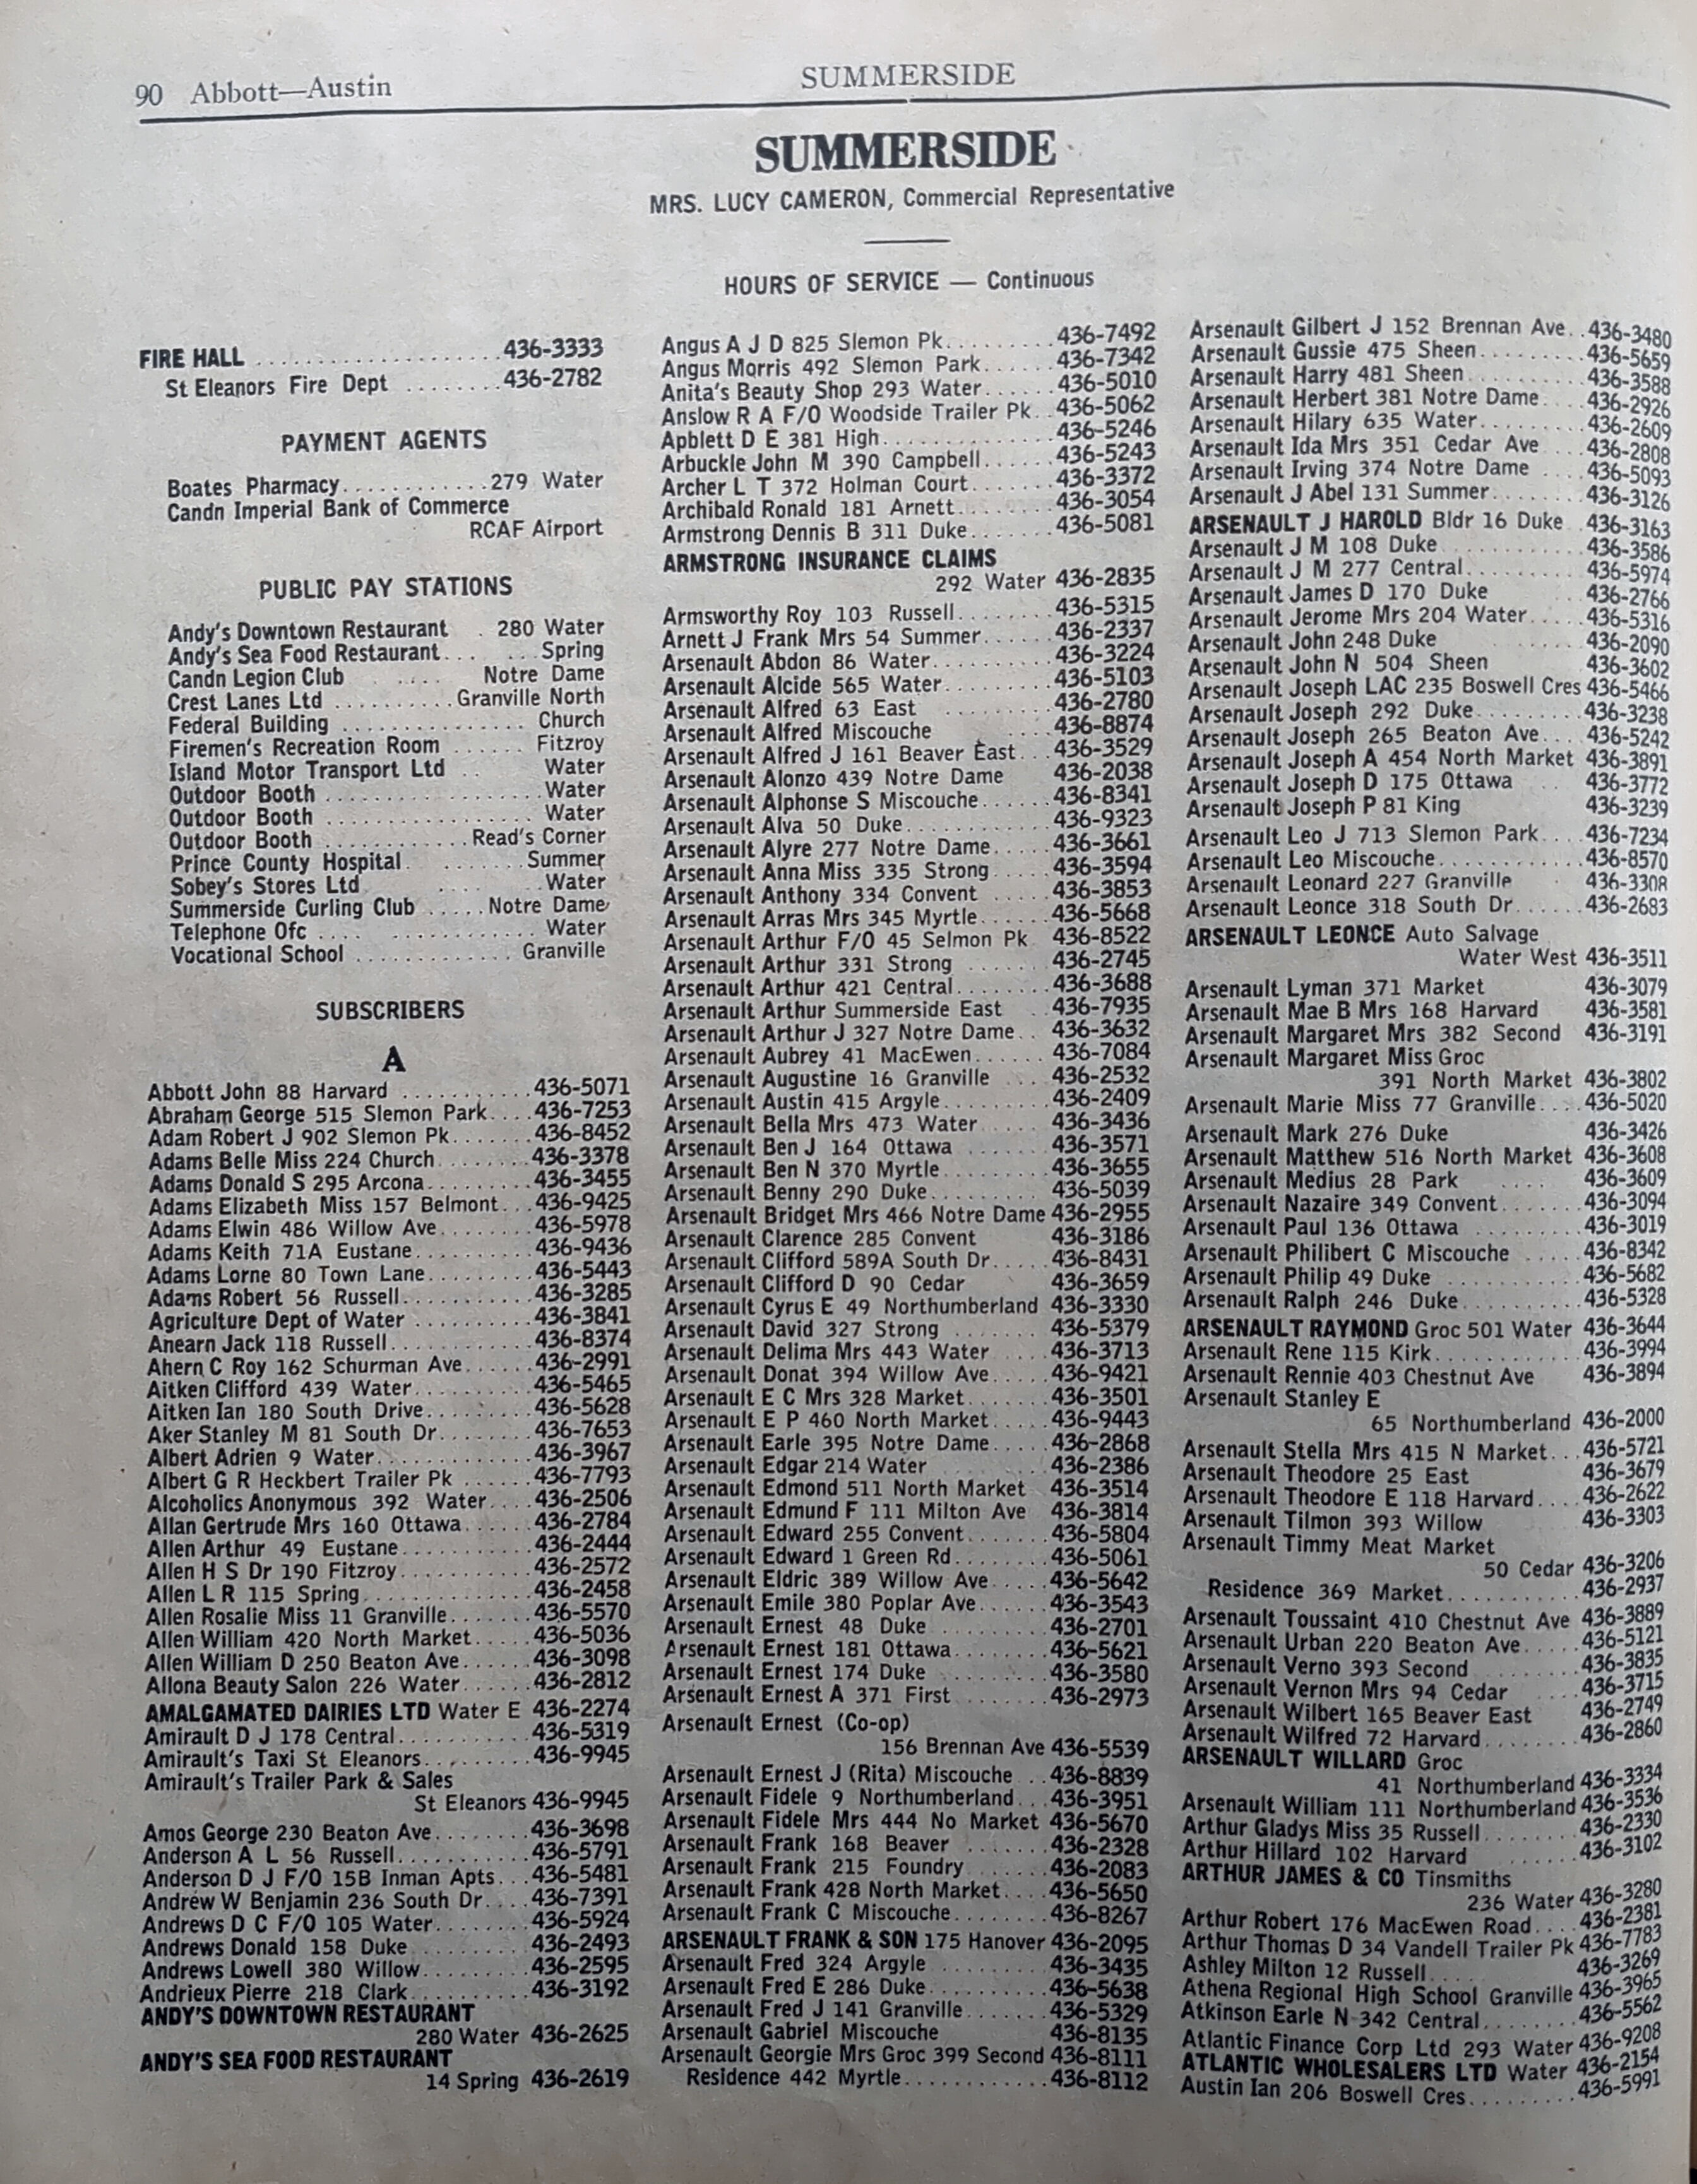 90 Abbott—Austin
SUMMERSIDE
SUMMERSIDE
MRS. LUCY CAMERON, Commercial Representative
HOURS OF SERVICE — Continuous
FIRE HALL ..................... 436-3333
St Eleanors Fire Dept ........ 436-2782
PAYMENT AGENTS
Boates Pharmacy............ 279 Water
Candn Imperial Bank of Commerce
RCAF Airport
PUBLIC PAY STATIONS
Andy's Downtown Restaurant . 280 Water
Andy's Sea Food Restaurant... ... Spring
Candn Legion Club .... Notre Dame
Crest Lanes Ltd .......... Granville North
Federal Building ................ Church
Firemen's Recreation Room ...... Fitzroy
Island Motor Transport Ltd .. Water
Outdoor Booth ................... Water
Outdoor Booth ................... Water
Outdoor Booth ............ Read's Corner
Prince County Hospital. ........ Summer
Sobey's Stores Ltd .... . Water
Summerside Curling Club ..... Notre Dame
Telephone Ofc .... ............ Water
Vocational School ............. Granville
SUBSCRIBERS
A
Abbott John 88 Harvard ........... 436-5071
Abraham George 515 Slemon Park.... 436-7253
Adam Robert J 902 Slemon Pk....... 436-8452
Adams Belle Miss 224 Church........ 436-3378
Adams Donald S 295 Arcona......... 436-3455
Adams Elizabeth Miss 157 Belmont... 436-9425
Adams Elwin 486 Willow Ave........ 436-5978
Adams Keith 71A Eustane.......... 436-9436
Adams Lorne 80 Town Lane......... 436-5443
Adams Robert 56 Russell........... 436-3285
Agriculture Dept of Water .......... 436-3841
Anearn Jack 118 Russell............ 436-8374
Ahern C Roy 162 Schurman Ave...... 436-2991
Aitken Clifford 439 Water.......... 436-5465
Aitken Ian 180 South Drive......... 436-5628
Aker Stanley M 81 South Dr........ 436-7653
Albert Adrien 9 Water............. 436-3967
Albert G R Heckbert Trailer Pk ...... 436-7793
Alcoholics Anonymous 392 Water.... 436-2506
Allan Gertrude Mrs 160 Ottawa...... 436-2784
Allen Arthur 49 Eustane........... 436-2444
Allen H S Dr 190 Fitzroy........... 436-2572
Allen L R 115 Spring.............. 436-2458
Allen Rosalie Miss 11 Granville....... 436-5570
Allen William 420 North Market..... 436-5036
Allen William D 250 Beaton Ave...... 436-3098
Allona Beauty Salon 226 Water...... 436-2812
AMALGAMATED DAIRIES LTD Water E 436-2274
Amirault D J 178 Central........... 436-5319
Amirault's Taxi St Eleanors......... 436-9945
Amirault's Trailer Park & Sales
St Eleanors 436-9945
Amos George 230 Beaton Ave........ 436-3698
Anderson A L 56 Russell........... 436-5791
Anderson D J F/O 15B Inman Apts... 436-5481
Andrew W Benjamin 236 South Dr.... 436-7391
Andrews D C F/O 105 Water........ 436-5924
Andrews Donald 158 Duke .......... 436-2493
Andrews Lowell 380 Willow......... 436-2595
Andrieux Pierre 218 Clark.......... 436-3192
ANDY'S DOWNTOWN RESTAURANT
280 Water 436-2625
ANDY'S SEA FOOD RESTAURANT
14 Spring 436-2619
Angus A J D 825 Slemon Pk......... 436-7492
Angus Morris 492 Slemon Park...... 436-7342
Anita's Beauty Shop 293 Water...... 436-5010
Anslow R A F/O Woodside Trailer Pk.. 436-5062
Apblett D E 381 High.............. 436-5246
Arbuckle John M 390 Campbell...... 436-5243
Archer L T 372 Holman Court....... 436-3372
Archibald Ronald 181 Arnett........ 436-3054
Armstrong Dennis B 311 Duke....... 436-5081
ARMSTRONG INSURANCE CLAIMS
292 Water 436-2835
Armsworthy Roy 103 Russell........ 436-5315
Arnett J Frank Mrs 54 Summer...... 436-2337
Arsenault Abdon 86 Water.......... 436-3224
Arsenault Alcide 565 Water......... 436-5103
Arsenault Alfred 63 East ......... 436-2780
Arsenault Alfred Miscouche .... 436-8874
Arsenault Alfred J 161 Beaver East... 436-3529
Arsenault Alonzo 439 Notre Dame 436-2038
Arsenault Alphonse S Miscouche...... 436-8341
Arsenault Alva 50 Duke............ 436-9323
Arsenault Alyre 277 Notre Dame..... 436-3661
Arsenault Anna Miss 335 Strong ..... 436-3594
Arsenault Anthony 334 Convent ..... 436-3853
Arsenault Arras Mrs 345 Myrtle...... 436-5668
Arsenault Arthur F/O 45 Selmon Pk. 436-8522
Arsenault Arthur 331 Strong ....... 436-2745
Arsenault Arthur 421 Central........ 436-3688
Arsenault Arthur Summerside East .. 436-7935
Arsenault Arthur J 327 Notre Dame.. 436-3632
Arsenault Aubrey 41 MacEwen...... 436-7084
Arsenault Augustine 16 Granville ... 436-2532
Arsenault Austin 415 Argyle......... 436-2409
Arsenault Bella Mrs 473 Water..... 436-3436
Arsenault Ben J 164 Ottawa ....... 436-3571
Arsenault Ben N 370 Myrtle......... 436-3655
Arsenault Benny 290 Duke.......... 436-5039
Arsenault Bridget Mrs 466 Notre Dame 436-2955
Arsenault Clarence 285 Convent 436-3186
Arsenault Clifford 589A South Dr..... 436-8431
Arsenault Clifford D 90 Cedar . 436-3659
Arsenault Cyrus E 49 Northumberland 436-3330
Arsenault David 327 Strong ....... 436-5379
Arsenault Delima Mrs 443 Water .... 436-3713
Arsenault Donat 394 Willow Ave..... 436-9421
Arsenault E C Mrs 328 Market....... 436-3501
Arsenault E P 460 North Market..... 436-9443
Arsenault Earle 395 Notre Dame..... 436-2868
Arsenault Edgar 214 Water .... 436-2386
Arsenault Edmond 511 North Market . 436-3514
Arsenault Edmund F 111 Milton Ave 436-3814
Arsenault Edward 255 Convent....... 436-5804
Arsenault Edward 1 Green Rd........ 436-5061
Arsenault Eldric 389 Willow Ave..... 436-5642
Arsenault Emile 380 Poplar Ave...... 436-3543
Arsenault Ernest 48 Duke ......... 436-2701
Arsenault Ernest 181 Ottawa........ 436-5621
Arsenault Ernest 174 Duke ......... 436-3580
Arsenault Ernest A 371 First ........ 436-2973
Arsenault Ernest (Co-op)
156 Brennan Ave 436-5539
Arsenault Ernest J (Rita) Miscouche ... 436-8839
Arsenault Fidele 9 Northumberland... 436-3951
Arsenault Fidele Mrs 444 No Market 436-5670
Arsenault Frank 168 Beaver ....... 436-2328
Arsenault Frank 215 Foundry ....... 436-2083
Arsenault Frank 428 North Market.... 436-5650
Arsenault Frank C Miscouche........ 436-8267
ARSENAULT FRANK & SON 175 Hanover 436-2095
Arsenault Fred 324 Argyle ......... 436-3435
Arsenault Fred E 286 Duke.......... 436-5638
Arsenault Fred J 141 Granville....... 436-5329
Arsenault Gabriel Miscouche 436-8135
Arsenault Georgie Mrs Groc 399 Second 436-8111
Residence 442 Myrtle............ 436-8112
Arsenault Gilbert J 152 Brennan Ave.. 436-3480
Arsenault Gussie 475 Sheen......... 436-5659
Arsenault Harry 481 Sheen.......... 436-3588
Arsenault Herbert 381 Notre Dame.... 436-2926
Arsenault Hilary 635 Water......... 436-2609
Arsenault Ida Mrs 351 Cedar Ave .... 436-2808
Arsenault Irving 374 Notre Dame .... 436-5093
Arsenault J Abel 131 Summer........ 436-3126
ARSENAULT J HAROLD Bldr 16 Duke .. 436-3163
Arsenault J M 108 Duke........... 436-3586
Arsenault J M 277 Central......... 436-5974
Arsenault James D 170 Duke .. 436-2766
Arsenault Jerome Mrs 204 Water..... 436-5316
Arsenault John 248 Duke ...... 436-2090
Arsenault John N 504 Sheen 436-3602
Arsenault Joseph LAC 235 Boswell Cres 436-5466
Arsenault Joseph 292 Duke......... 436-3238
Arsenault Joseph 265 Beaton Ave.... 436-5242
Arsenault Joseph A 454 North Market 436-3891
Arsenault Joseph D 175 Ottawa .. 436-3772
Arsenault Joseph P 81 King 436-3239
Arsenault Leo J 713 Slemon Park.... 436-7234
Arsenault Leo Miscouche............ 436-8570
Arsenault Leonard 227 Granville . 436-3308
Arsenault Leonce 318 South Dr...... 436-2683
ARSENAULT LEONCE Auto Salvage
Water West 436-3511
Arsenault Lyman 371 Market 436-3079
Arsenault Mae B Mrs 168 Harvard 436-3581
Arsenault Margaret Mrs 382 Second 436-3191
Arsenault Margaret Miss Groc
391 North Market 436-3802
Arsenault Marie Miss 77 Granville.... 436-5020
Arsenault Mark 276 Duke 436-3426
Arsenault Matthew 516 North Market 436-3608
Arsenault Medius 28 Park .... 436-3609
Arsenault Nazaire 349 Convent....... 436-3094
Arsenault Paul 136 Ottawa ......... 436-3019
Arsenault Philibert C Miscouche ..... 436-8342
Arsenault Philip 49 Duke .......... 436-5682
Arsenault Ralph 246 Duke.......... 436-5328
ARSENAULT RAYMOND Groc 501 Water 436-3644
Arsenault Rene 115 Kirk............ 436-3994
Arsenault Rennie 403 Chestnut Ave 436-3894
Arsenault Stanley E
65 Northumberland 436-2000
Arsenault Stella Mrs 415 N Market... 436-5721
Arsenault Theodore 25 East 436-3679
Arsenault Theodore E 118 Harvard.... 436-2622
Arsenault Tilmon 393 Willow 436-3303
Arsenault Timmy Meat Market
50 Cedar 436-3206
Residence 369 Market........... 436-2937
Arsenault Toussaint 410 Chestnut Ave 436-3889
Arsenault Urban 220 Beaton Ave..... 436-5121
Arsenault Verno 393 Second ....... 436-3835
Arsenault Vernon Mrs 94 Cedar .... 436-3715
Arsenault Wilbert 165 Beaver East 436-2749
Arsenault Wilfred 72 Harvard........ 436-2860
ARSENAULT WILLARD Groc
41 Northumberland 436-3334
Arsenault William 111 Northumberland 436-3536
Arthur Gladys Miss 35 Russell........ 436-2330
Arthur Hillard 102 Harvard ...... 436-3102
ARTHUR JAMES & CO Tinsmiths
236 Water 436-3280
Arthur Robert 176 MacEwen Road.... 436-2381
Arthur Thomas D 34 Vandell Trailer Pk 436-7783
Ashley Milton 12 Russell.... 436-3269
Athena Regional High School Granville 436-3965
Atkinson Earle N 342 Central........ 436-5562
Atlantic Finance Corp Ltd 293 Water 436-9208
ATLANTIC WHOLESALERS LTD Water 436-2154
Austin Ian 206 Boswell Cres......... 436-5991